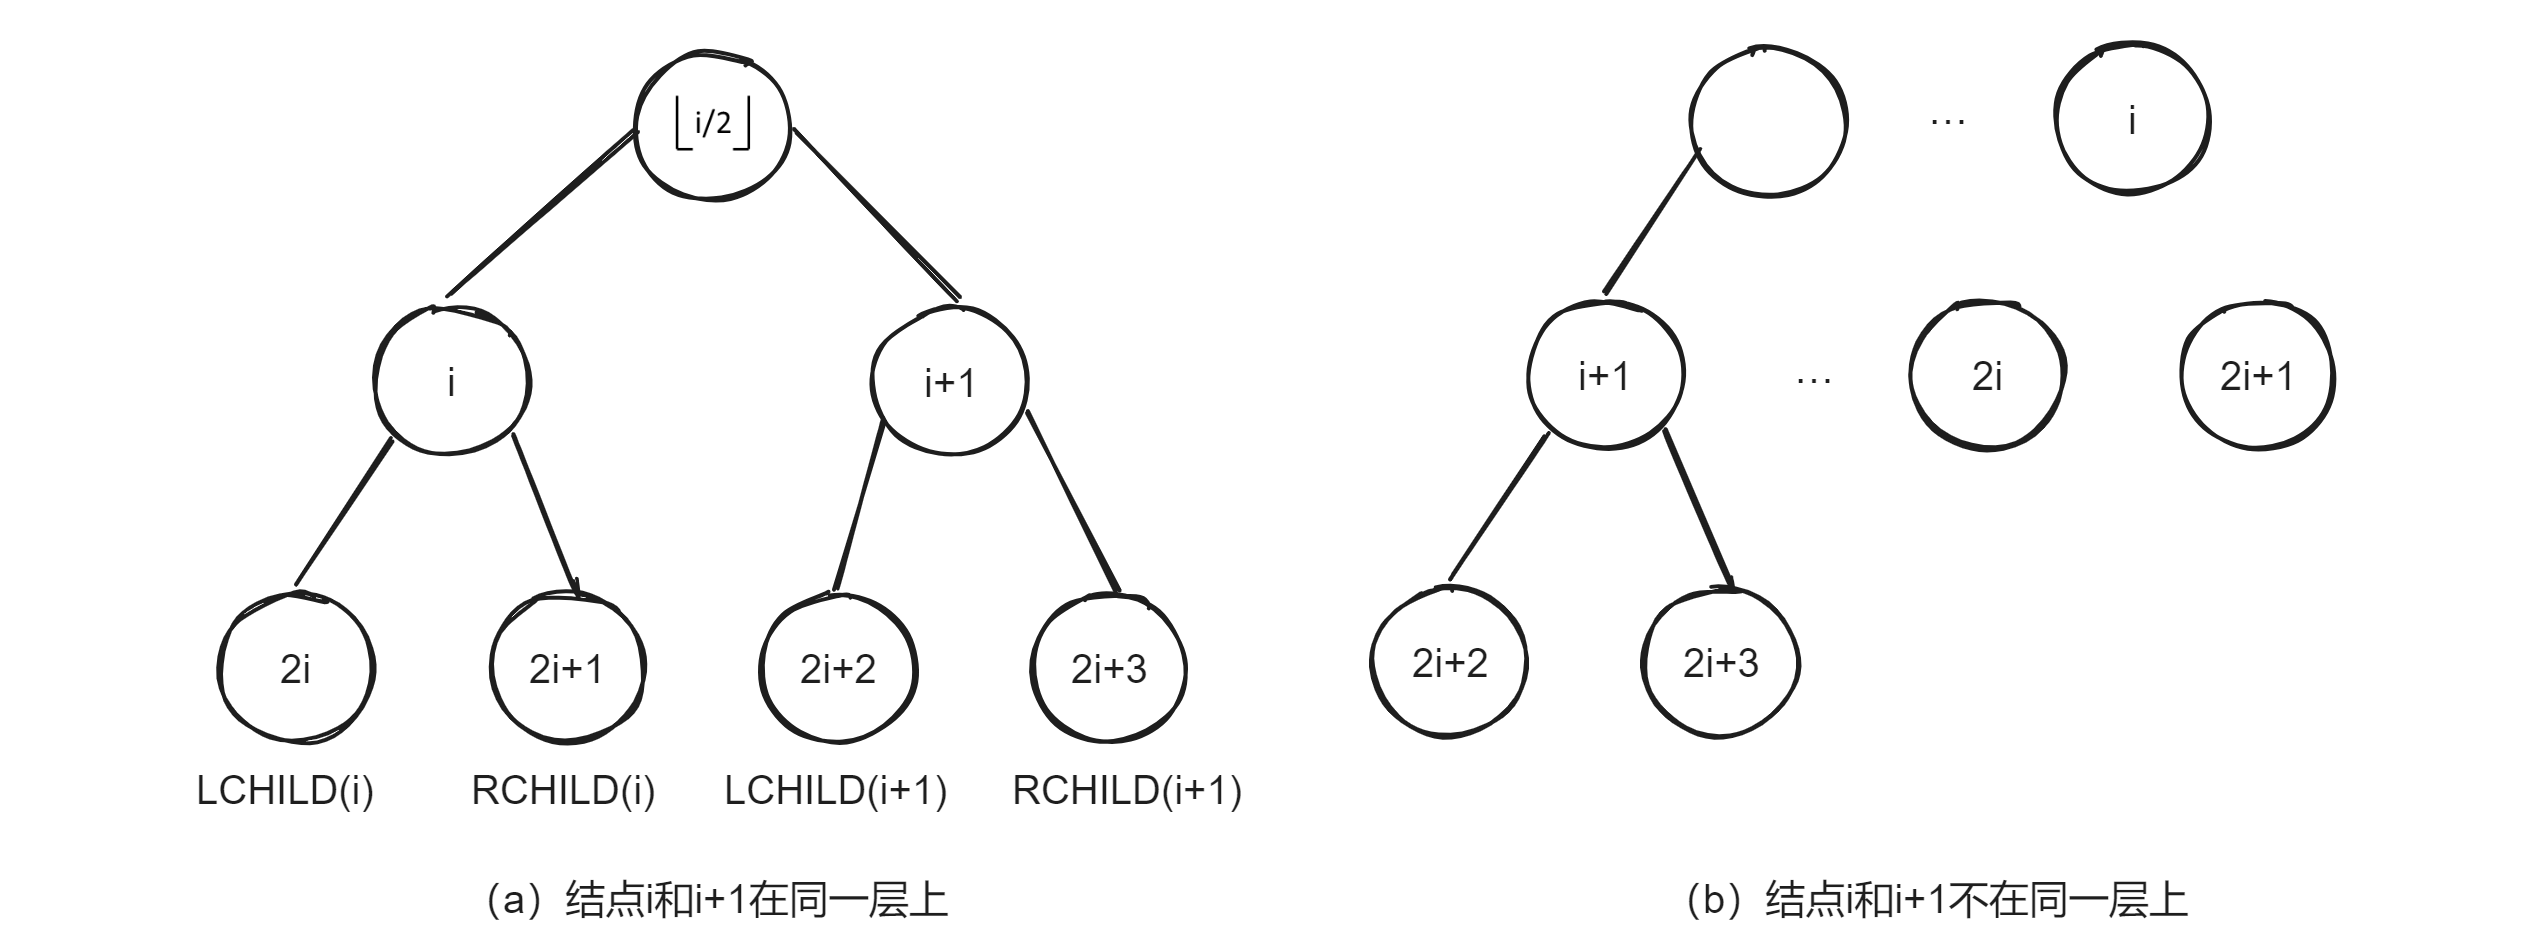 ⌊i/2⌋
i
i+1
2i
2i+1
2i+2
2i+3
LCHILD(i)
RCHILD(i)
LCHILD(i+1)
RCHILD(i+1)
（a）结点i和i+1在同一层上
...
i
i+1
...
2i
2i+1
2i+2
2i+3
（b）结点i和i+1不在同一层上